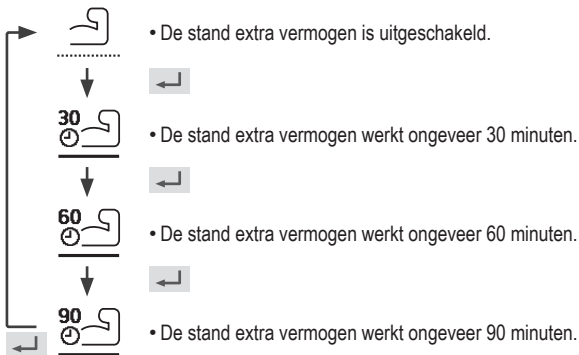 • De stand extra vermogen is uitgeschakeld.
30
• De stand extra vermogen werkt ongeveer 30 minuten.
60
• De stand extra vermogen werkt ongeveer 60 minuten.
90
• De stand extra vermogen werkt ongeveer 90 minuten.